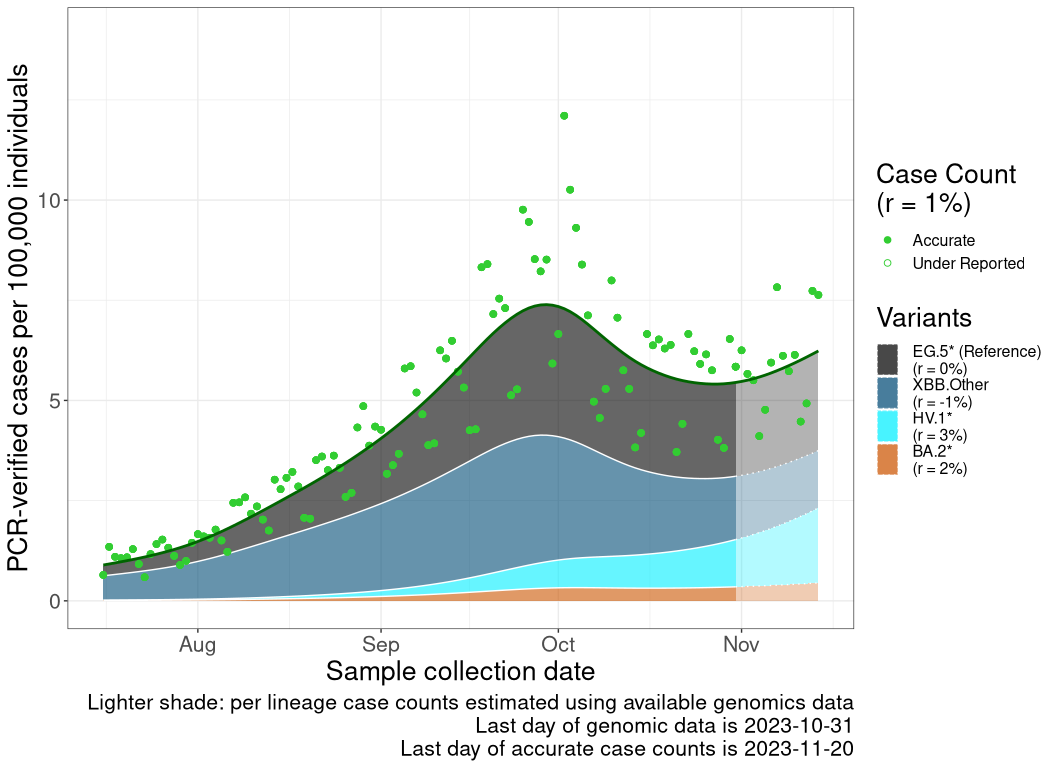 PCR-verified cases per 100,000 individuals
10
5
0
Aug Sep Oct Nov
Sample collection date
Lighter shade: per lineage case counts estimated using available genomics data
Last day of genomic data is 2023-10-31
Last day of accurate case counts is 2023-11-20
Case Count
(r = 1%)
Accurate
Under Reported
Variants
EG.5* (Reference)
(r = 0%)
XBB.Other
(r = -1%)
HV.1*
(r = 3%)
BA.2*
(r = 2%)